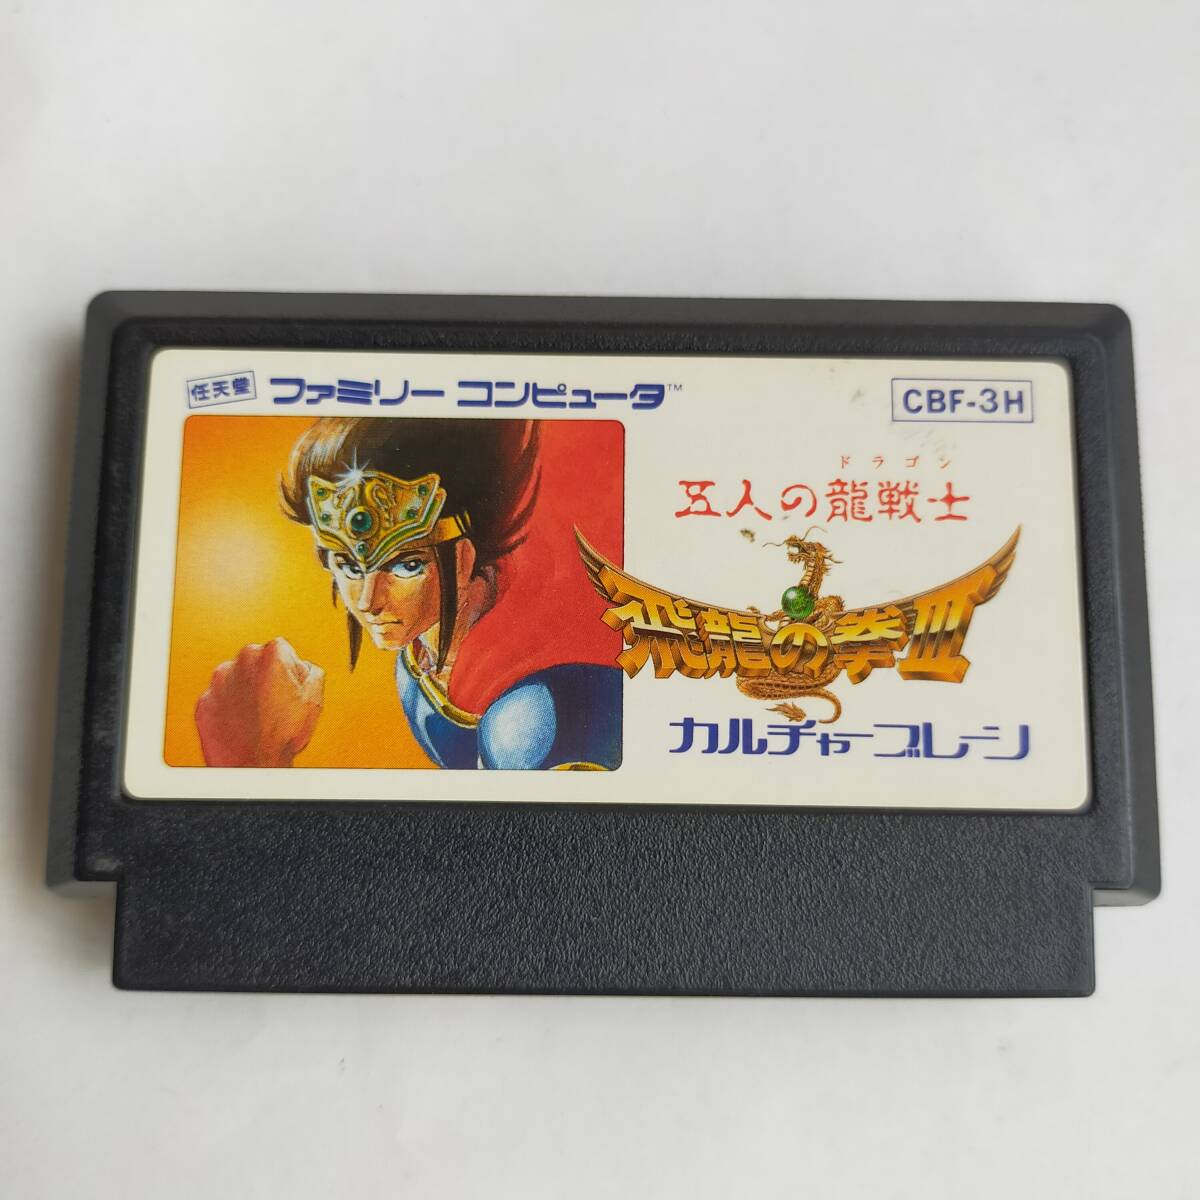 任天堂 ファミリー コンピュータ™
CBF-3H
ドラゴン
五人の龍戦士
飛龍の拳III
カルチャーブレーン